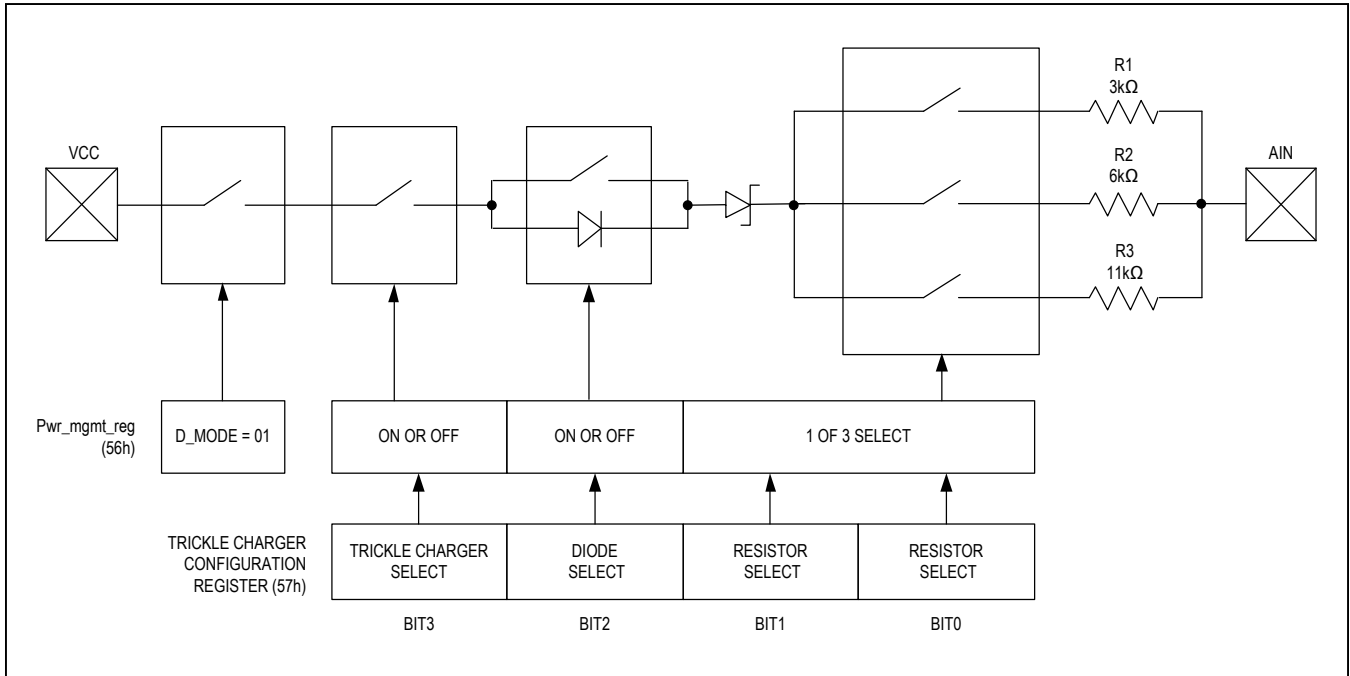 VCC
R1
3kΩ
R2
6kΩ
R3
11kΩ
AIN
Pwr_mgmt_reg
(56h)
D_MODE = 01
ON OR OFF
ON OR OFF
1 OF 3 SELECT
TRICKLE CHARGER
CONFIGURATION
REGISTER (57h)
TRICKLE CHARGER
SELECT
DIODE
SELECT
RESISTOR
SELECT
RESISTOR
SELECT
BIT3
BIT2
BIT1
BIT0